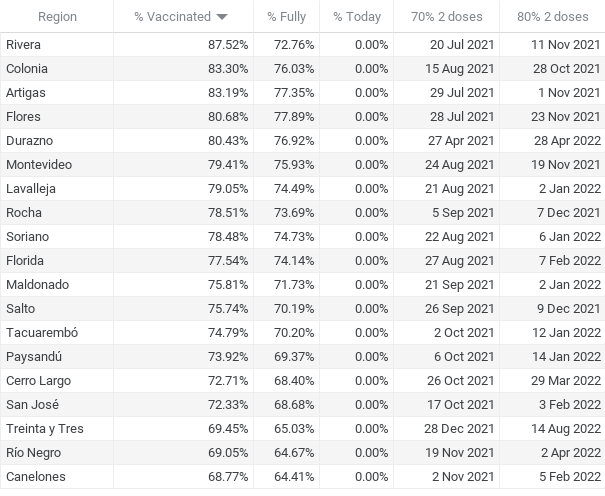 Region % Vaccinated % Fully % Today 70% 2 doses 80% 2 doses
Rivera 87.52% 72.76% 0.00% 20 Jul 2021 11 Nov 2021
Colonia 83.30% 76.03% 0.00% 15 Aug 2021 28 Oct 2021
Artigas 83.19% 77.35% 0.00% 29 Jul 2021 1 Nov 2021
Flores 80.68% 77.89% 0.00% 28 Jul 2021 23 Nov 2021
Durazno 80.43% 76.92% 0.00% 27 Apr 2021 28 Apr 2022
Montevideo 79.41% 75.93% 0.00% 24 Aug 2021 19 Nov 2021
Lavalleja 79.05% 74.49% 0.00% 21 Aug 2021 2 Jan 2022
Rocha 78.51% 73.69% 0.00% 5 Sep 2021 7 Dec 2021
Soriano 78.48% 74.73% 0.00% 22 Aug 2021 6 Jan 2022
Florida 77.54% 74.14% 0.00% 27 Aug 2021 7 Feb 2022
Maldonado 75.81% 71.73% 0.00% 21 Sep 2021 2 Jan 2022
Salto 75.74% 70.19% 0.00% 26 Sep 2021 9 Dec 2021
Tacuarembó 74.79% 70.20% 0.00% 2 Oct 2021 12 Jan 2022
Paysandú 73.92% 69.37% 0.00% 6 Oct 2021 14 Jan 2022
Cerro Largo 72.71% 68.40% 0.00% 26 Oct 2021 29 Mar 2022
San José 72.33% 68.68% 0.00% 17 Oct 2021 3 Feb 2022
Treinta y Tres 69.45% 65.03% 0.00% 28 Dec 2021 14 Aug 2022
Río Negro 69.05% 64.67% 0.00% 19 Nov 2021 2 Apr 2022
Canelones 68.77% 64.41% 0.00% 2 Nov 2021 5 Feb 2022